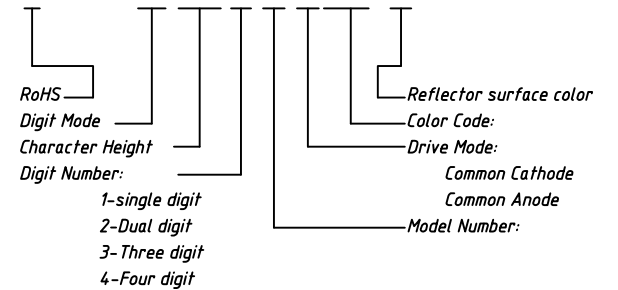 RoHS
Digit Mode
Character Height
Digit Number:
1-single digit
2-Dual digit
3-Three digit
4-Four digit
Reflector surface color
Color Code:
Drive Mode:
Common Cathode
Common Anode
Model Number: